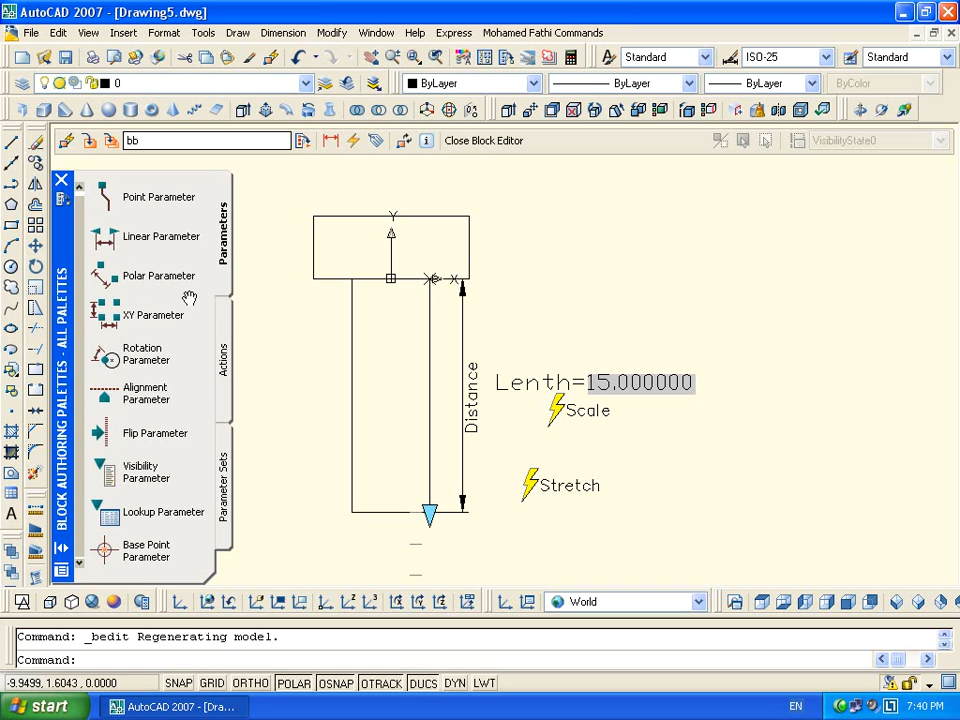 AutoCAD 2007 - [Drawing5.dwg]
File Edit View Insert Format Tools Draw Dimension Modify Window Help Express Mohamed Fathi Commands
Standard ISO-25 Standard
0 ByLayer ByLayer ByLayer ByColor
bb Close Block Editor VisibilityState0
Point Parameter
Linear Parameter
Polar Parameter
XY Parameter
Rotation
Parameter
Alignment
Parameter
Flip Parameter
Visibility
Parameter
Lookup Parameter
Base Point
Parameter
Parameters
Actions
Parameter Sets
BLOCK AUTHORING PALETTES - ALL PALETTES
Y
X
Distance
Lenth=15.000000
Scale
Stretch
World
Command: _bedit Regenerating model.
Command:
-9.9499, 1.6043, 0.0000 SNAP GRID ORTHO POLAR OSNAP OTRACK DUCS DYN LWT
start AutoCAD 2007 - [Dra... EN 7:40 PM